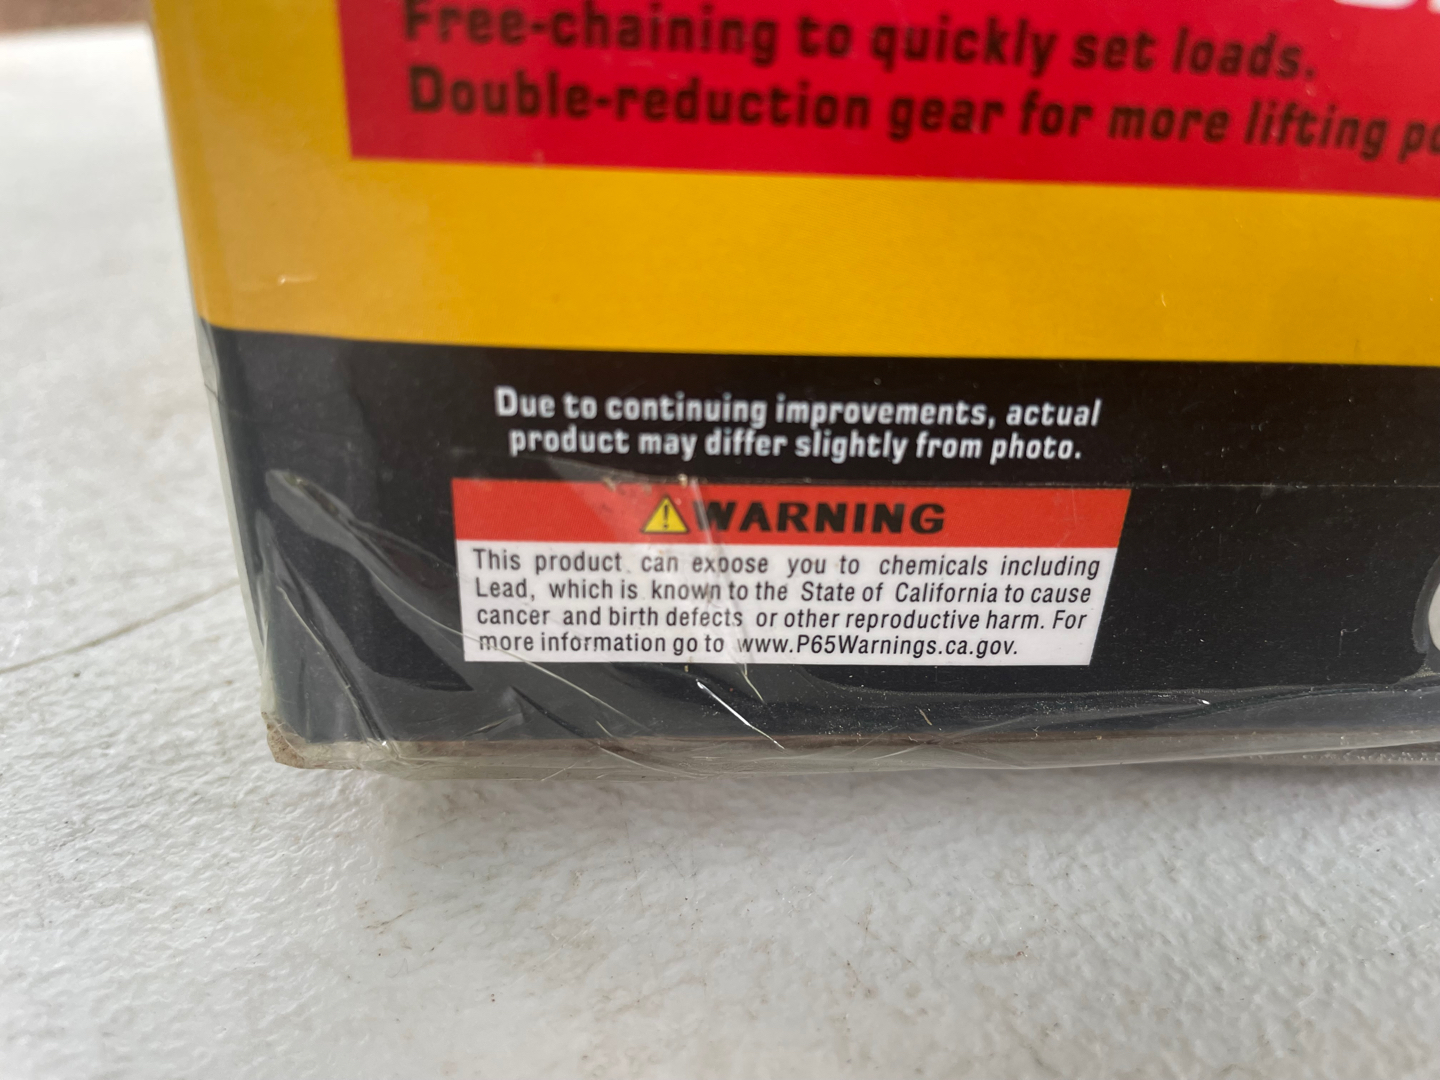 Free-chaining to quickly set loads.
Double-reduction gear for more lifting
Due to continuing improvements, actual
product may differ slightly from photo.
WARNING
This product can expose you to chemicals including
Lead, which is known to the State of California to cause
cancer and birth defects or other reproductive harm. For
more information go to www.P65Warnings.ca.gov.